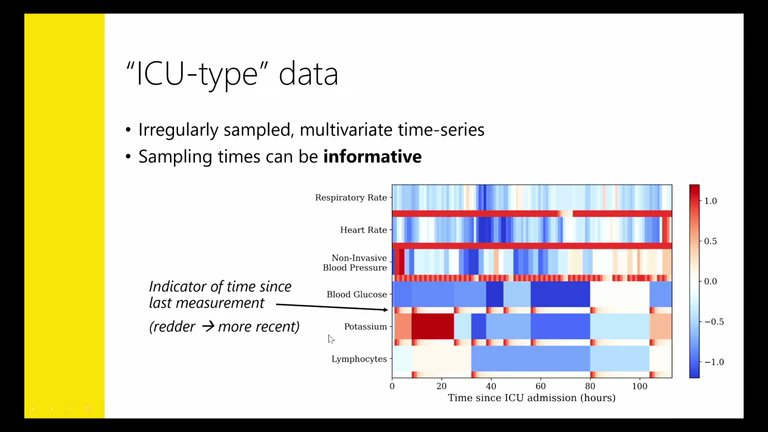 “ICU-type” data
• Irregularly sampled, multivariate time-series
• Sampling times can be informative
Respiratory Rate
Heart Rate
Non-Invasive
Blood Pressure
Blood Glucose
Potassium
Lymphocytes
Indicator of time since
last measurement
(redder → more recent)
0 20 40 60 80 100
Time since ICU admission (hours)
1.0
0.5
0.0
−0.5
−1.0